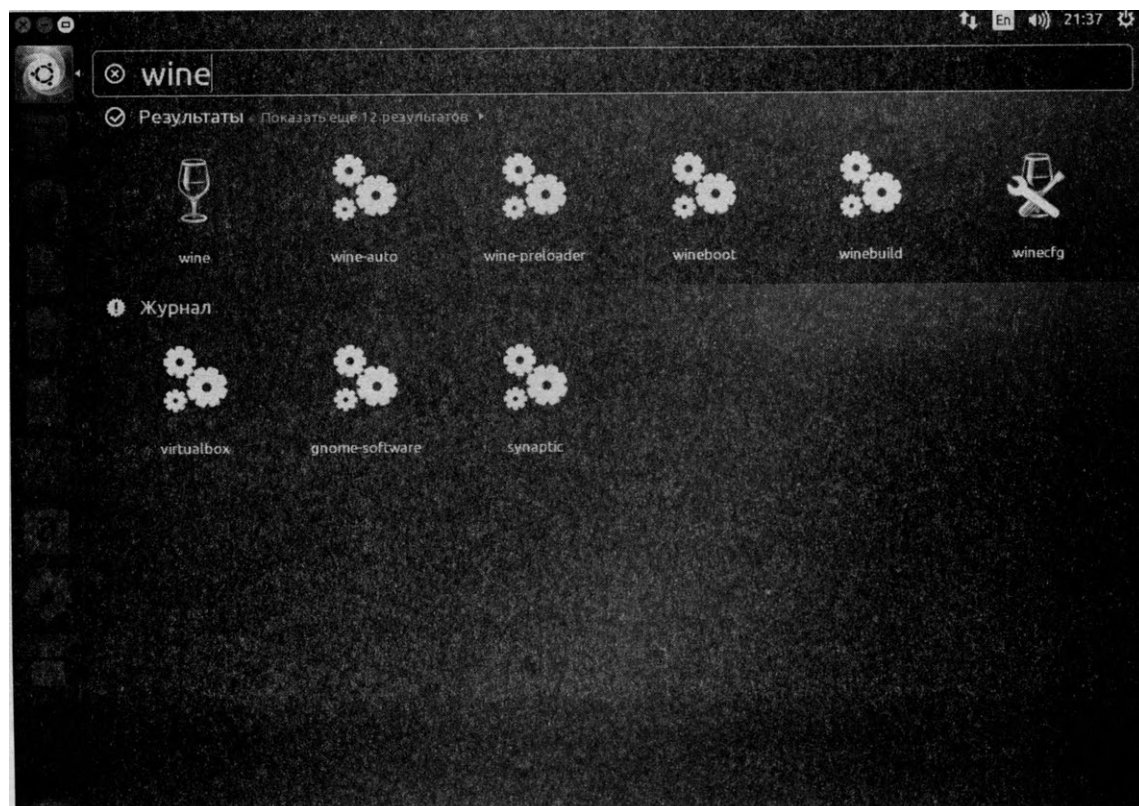 En 21:37
wine
Результаты Показать ещё 12 результатов
wine wine-auto wine-preloader wineboot winebuild winecfg
Журнал
virtualbox gnome-software synaptic